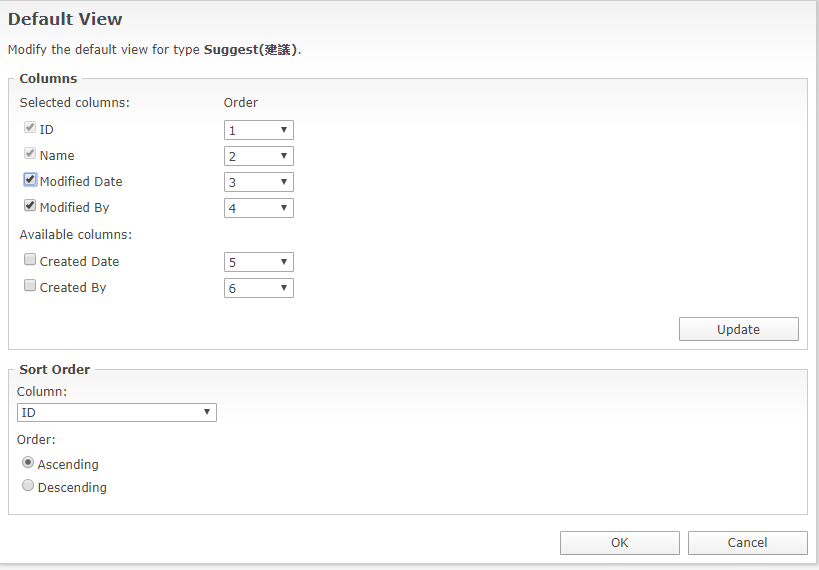 Default View
Modify the default view for type Suggest(建議).
Columns
Selected columns: Order
ID 1
Name 2
Modified Date 3
Modified By 4
Available columns:
Created Date 5
Created By 6
Update
Sort Order
Column:
ID
Order:
Ascending
Descending
OK Cancel